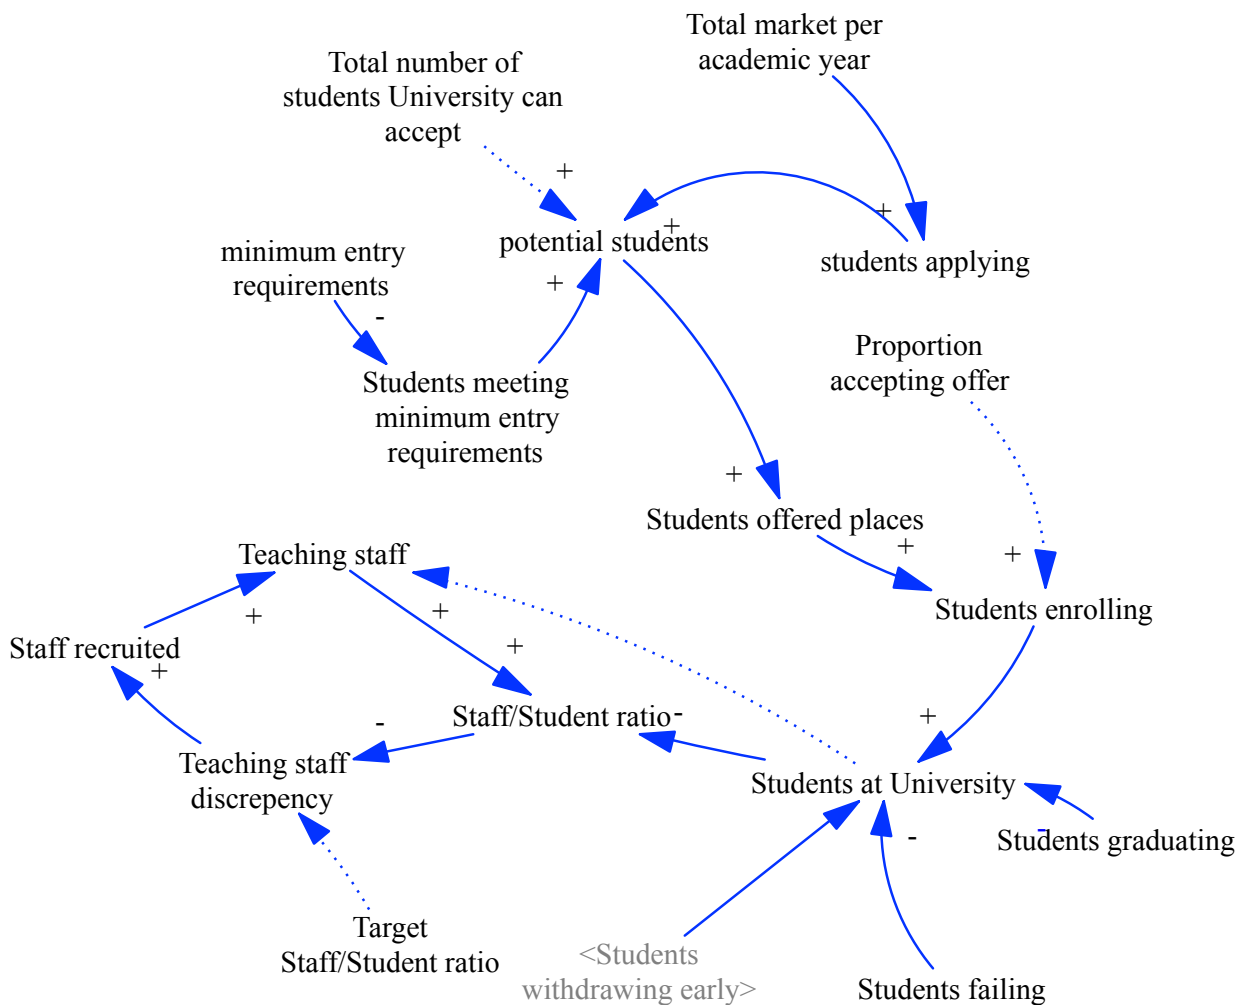 Total market per
academic year
Total number of
students University can
accept
+
+
+
potential students
minimum entry
requirements
students applying
+
-
Proportion
accepting offer
Students meeting
minimum entry
requirements
+
Students offered places
+
+
Teaching staff
Students enrolling
+
+
+
Staff recruited
+
Staff/Student ratio
-
+
-
Teaching staff
discrepency
Students at University
-
-
Students graduating
Target
Staff/Student ratio
<Students
withdrawing early>
Students failing